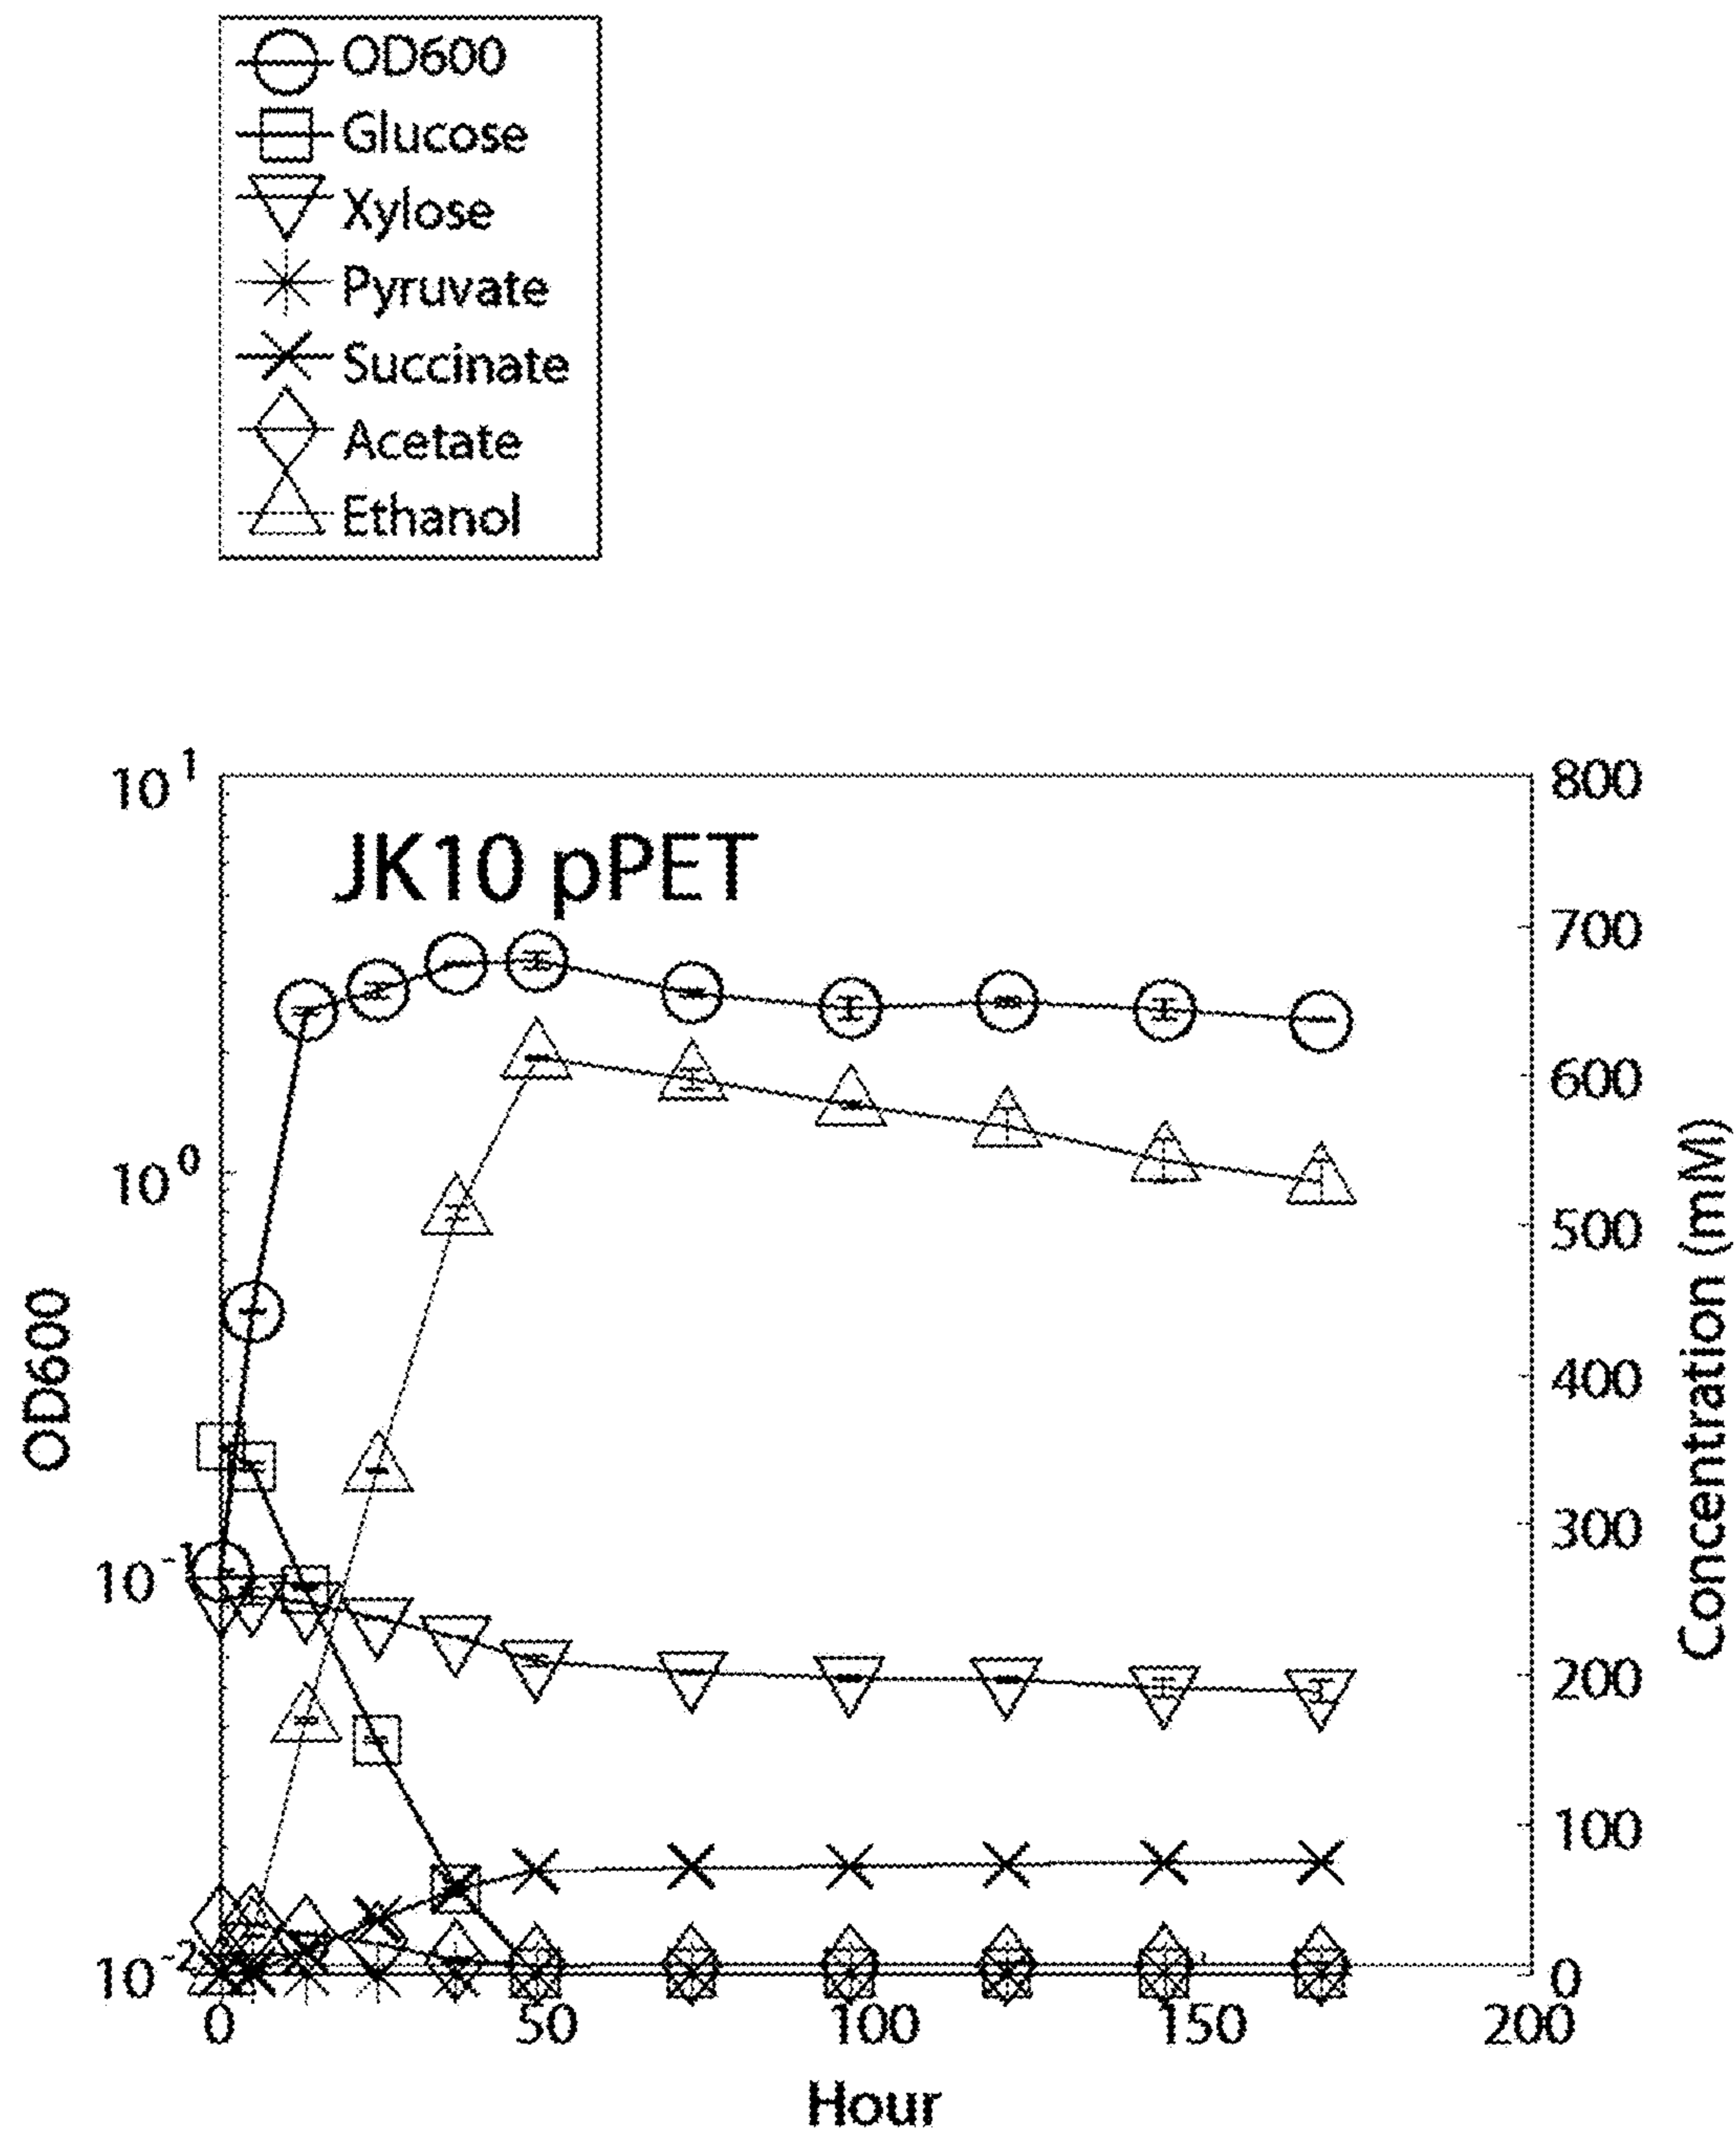 OD600
Glucose
Xylose
Pyruvate
Succinate
Acetate
Ethanol
JK10 pPET
10¹
10⁰
10⁻¹
10⁻²
OD600
800
700
600
500
400
300
200
100
0
Concentration (mM)
0 50 100 150 200
Hour